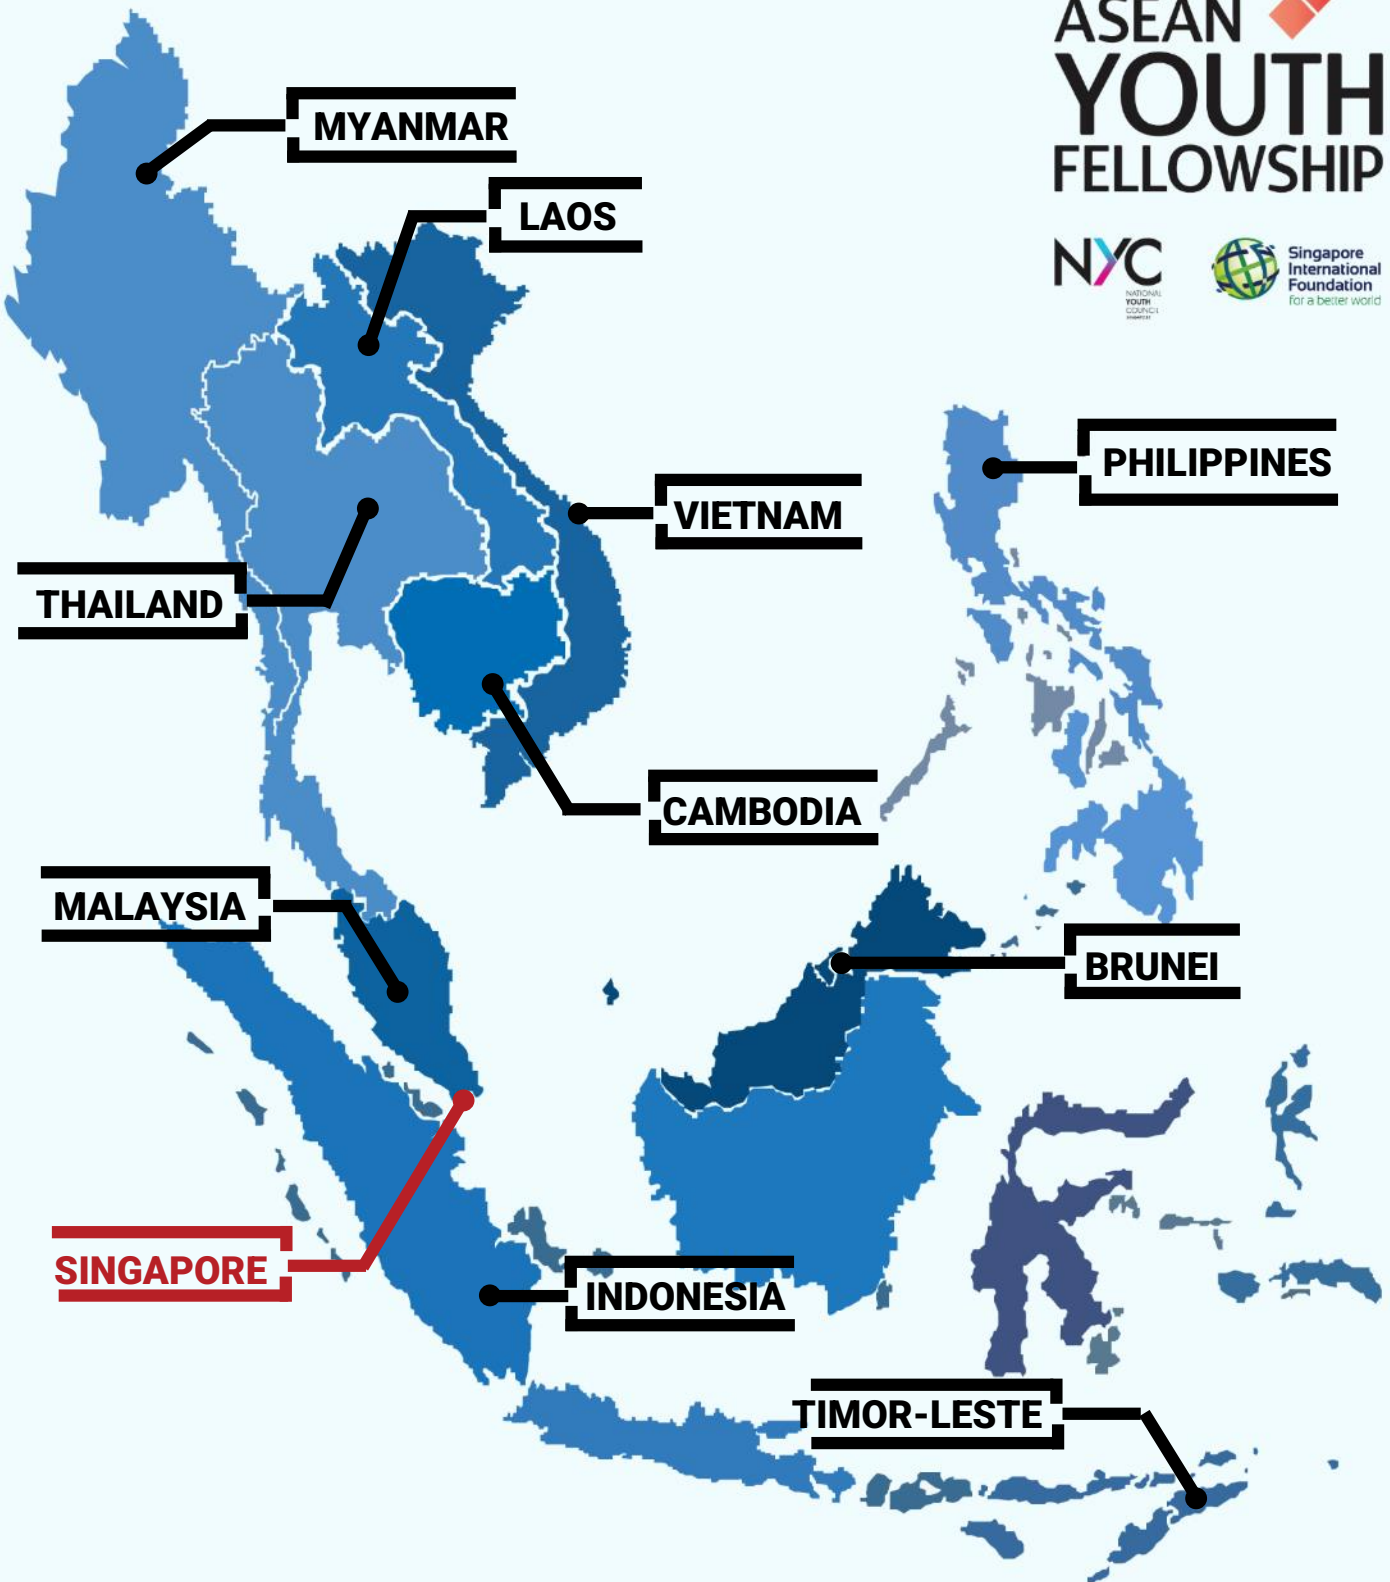 ASEAN
YOUTH
FELLOWSHIP
NYC
NATIONAL
YOUTH
COUNCIL
SINGAPORE
Singapore
International
Foundation
for a better world
MYANMAR
LAOS
PHILIPPINES
VIETNAM
THAILAND
CAMBODIA
MALAYSIA
BRUNEI
SINGAPORE
INDONESIA
TIMOR-LESTE